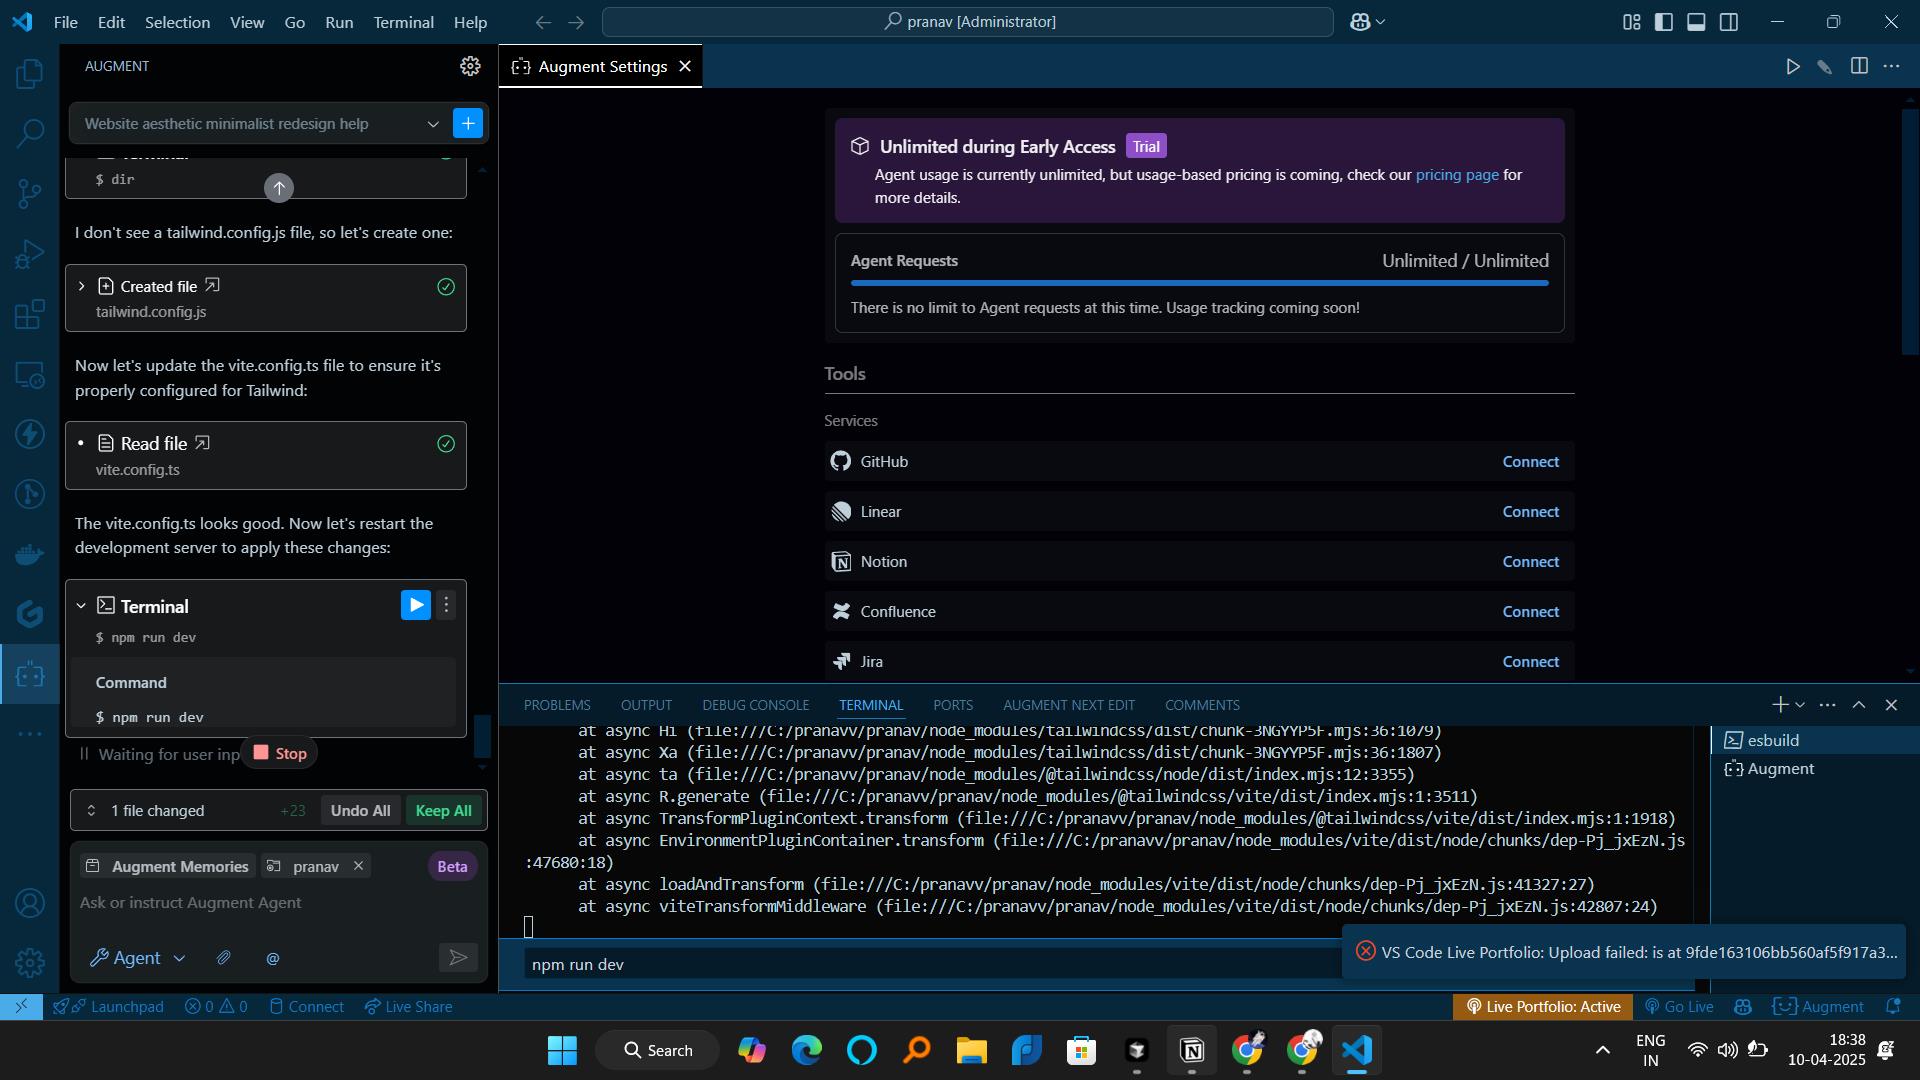 File Edit Selection View Go Run Terminal Help
pranav [Administrator]
AUGMENT
Website aesthetic minimalist redesign help
$ dir
I don't see a tailwind.config.js file, so let's create one:
Created file
tailwind.config.js
Now let's update the vite.config.ts file to ensure it's
properly configured for Tailwind:
Read file
vite.config.ts
The vite.config.ts looks good. Now let's restart the
development server to apply these changes:
Terminal
$ npm run dev
Command
$ npm run dev
Waiting for user inp
Stop
1 file changed +23 Undo All Keep All
Augment Memories pranav Beta
Ask or instruct Augment Agent
Agent @
Augment Settings
Unlimited during Early Access Trial
Agent usage is currently unlimited, but usage-based pricing is coming, check our pricing page for
more details.
Agent Requests Unlimited / Unlimited
There is no limit to Agent requests at this time. Usage tracking coming soon!
Tools
Services
GitHub Connect
Linear Connect
Notion Connect
Confluence Connect
Jira Connect
PROBLEMS OUTPUT DEBUG CONSOLE TERMINAL PORTS AUGMENT NEXT EDIT COMMENTS
at async Hi (file:///C:/pranavv/pranav/node_modules/tailwindcss/dist/chunk-3NGYYP5F.mjs:36:1079)
at async Xa (file:///C:/pranavv/pranav/node_modules/tailwindcss/dist/chunk-3NGYYP5F.mjs:36:1807)
at async ta (file:///C:/pranavv/pranav/node_modules/@tailwindcss/node/dist/index.mjs:12:3355)
at async R.generate (file:///C:/pranavv/pranav/node_modules/@tailwindcss/vite/dist/index.mjs:1:3511)
at async TransformPluginContext.transform (file:///C:/pranavv/pranav/node_modules/@tailwindcss/vite/dist/index.mjs:1:1918)
at async EnvironmentPluginContainer.transform (file:///C:/pranavv/pranav/node_modules/vite/dist/node/chunks/dep-Pj_jxEzN.js
:47680:18)
at async loadAndTransform (file:///C:/pranavv/pranav/node_modules/vite/dist/node/chunks/dep-Pj_jxEzN.js:41327:27)
at async viteTransformMiddleware (file:///C:/pranavv/pranav/node_modules/vite/dist/node/chunks/dep-Pj_jxEzN.js:42807:24)
npm run dev
esbuild
Augment
VS Code Live Portfolio: Upload failed: is at 9fde163106bb560af5f917a3...
Launchpad 0 0 Connect Live Share
Live Portfolio: Active Go Live Augment
Search
ENG
IN
18:38
10-04-2025